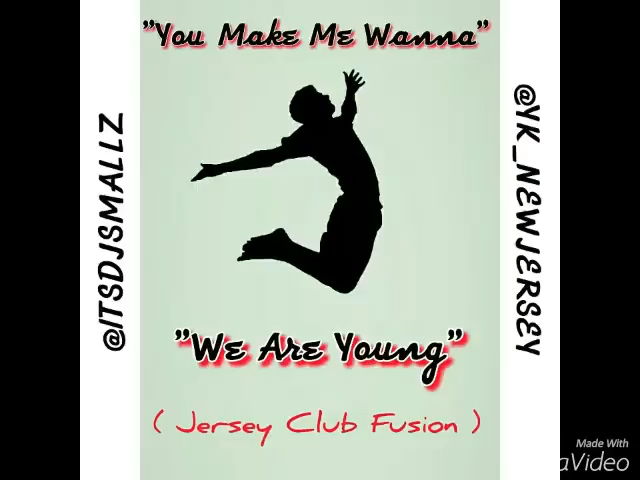 "You Make Me Wanna"
@ITSDJSMALLZ
@YK_NEWJERSEY
"We Are Young"
( Jersey Club Fusion )
Made With
aVideo